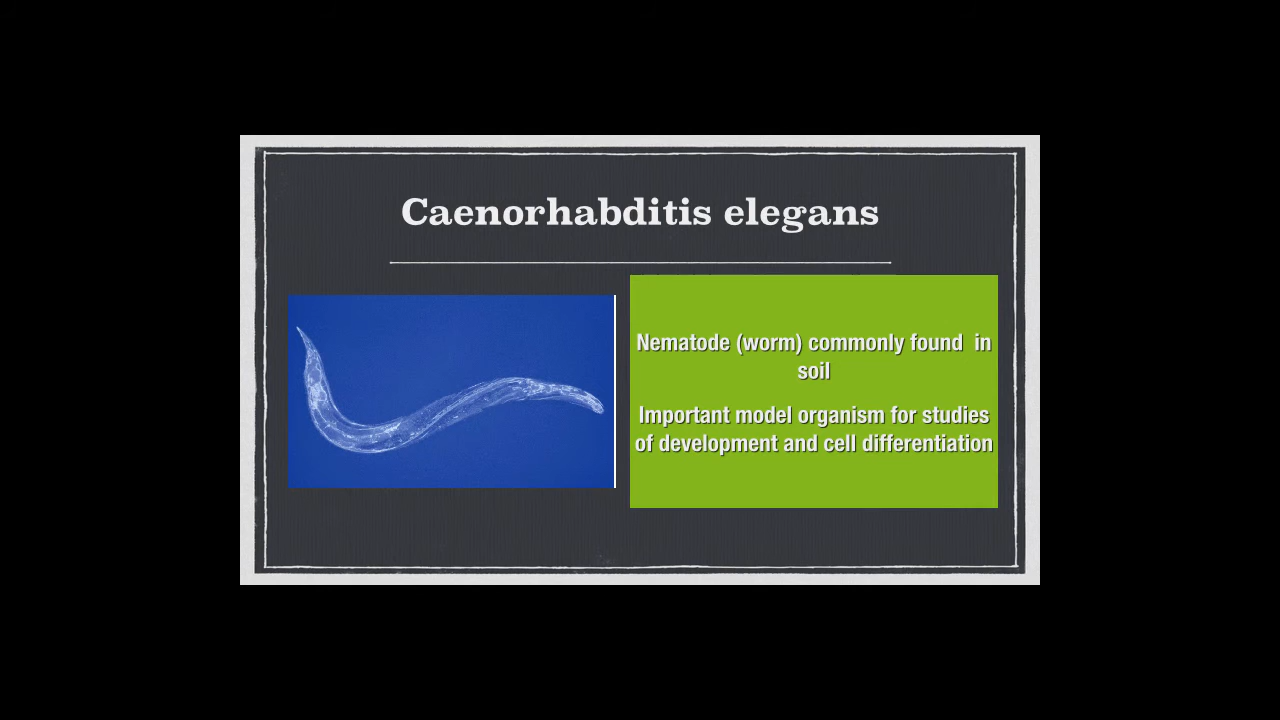 Caenorhabditis elegans
Nematode (worm) commonly found  in
soil
Important model organism for studies
of development and cell differentiation